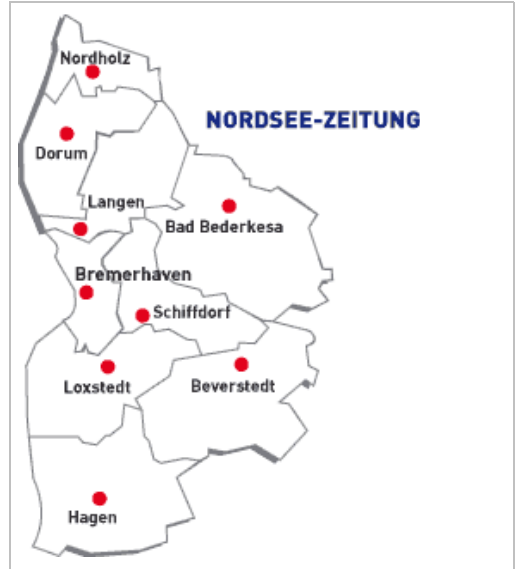 Nordholz
NORDSEE-ZEITUNG
Dorum
Langen
Bad Bederkesa
Bremerhaven
Schiffdorf
Loxstedt
Beverstedt
Hagen